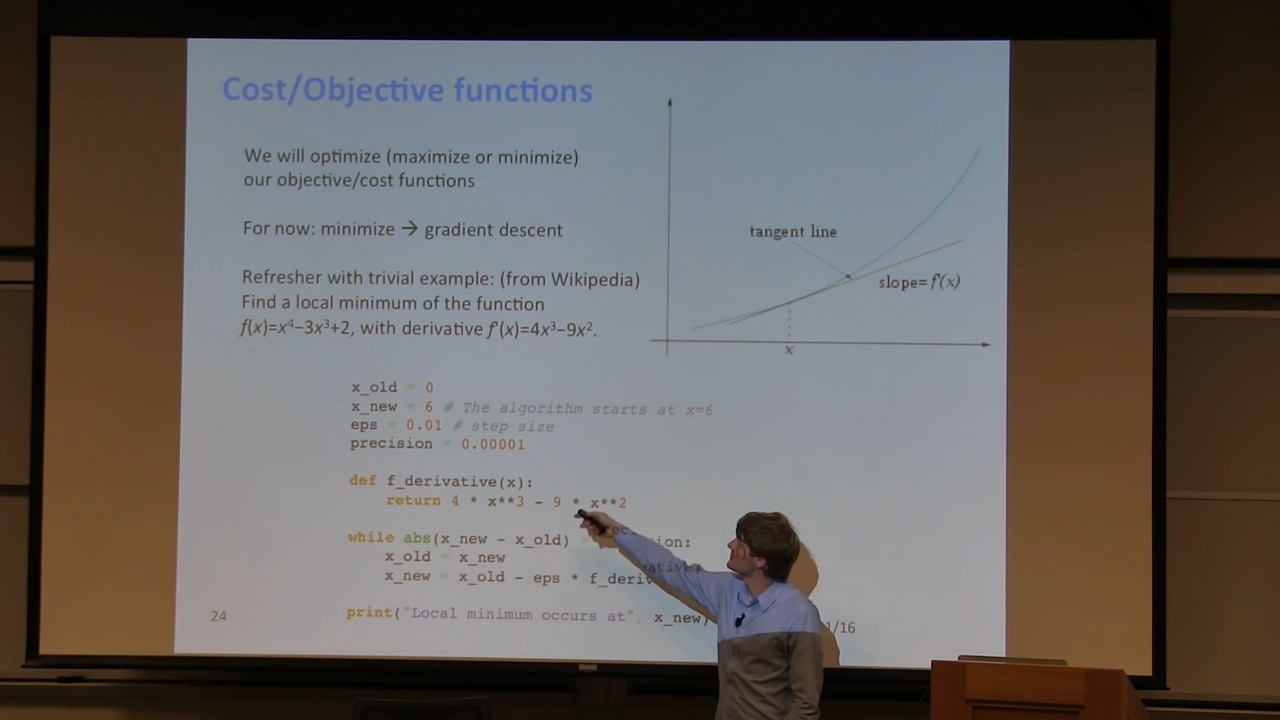 Cost/Objective functions
We will optimize (maximize or minimize)
our objective/cost functions
For now: minimize → gradient descent
Refresher with trivial example: (from Wikipedia)
Find a local minimum of the function
f(x)=x⁴−3x³+2, with derivative f'(x)=4x³−9x².
tangent line
slope=f'(x)
x
x_old = 0
x_new = 6 # The algorithm starts at x=6
eps = 0.01 # step size
precision = 0.00001
def f_derivative(x):
return 4 * x**3 - 9 * x**2
while abs(x_new - x_old) > precision:
x_old = x_new
x_new = x_old - eps * f_derivative(
print("Local minimum occurs at", x_new)
24
1/16